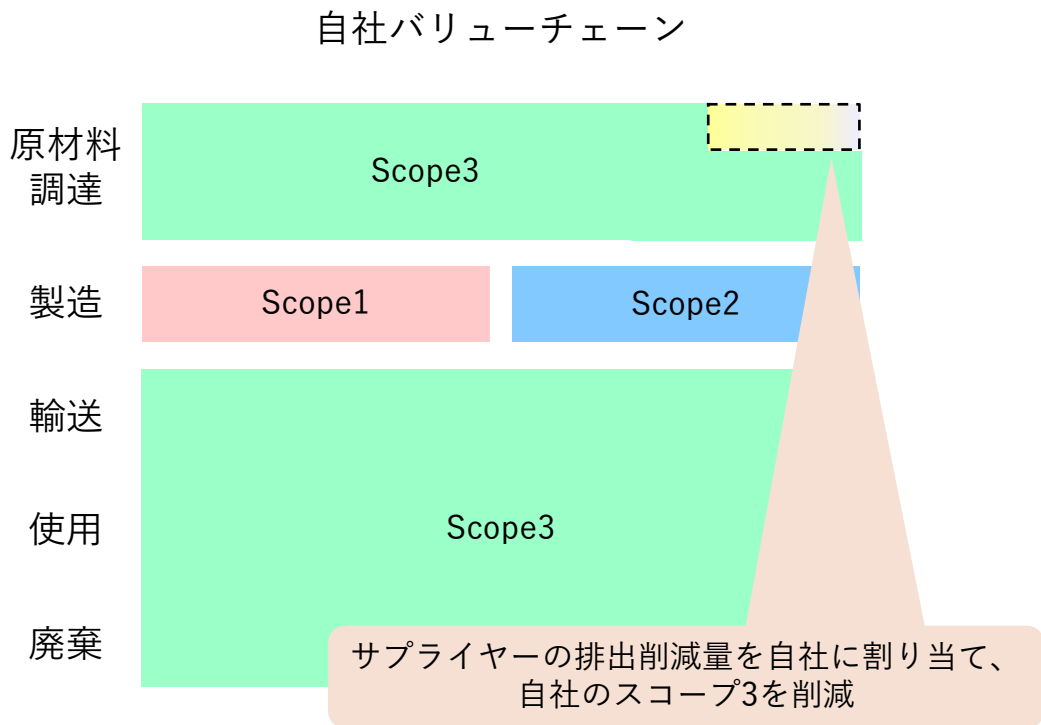 自社バリューチェーン
原材料
調達
Scope3
製造
Scope1
Scope2
輸送
使用
Scope3
廃棄
サプライヤーの排出削減量を自社に割り当て、
自社のスコープ3を削減